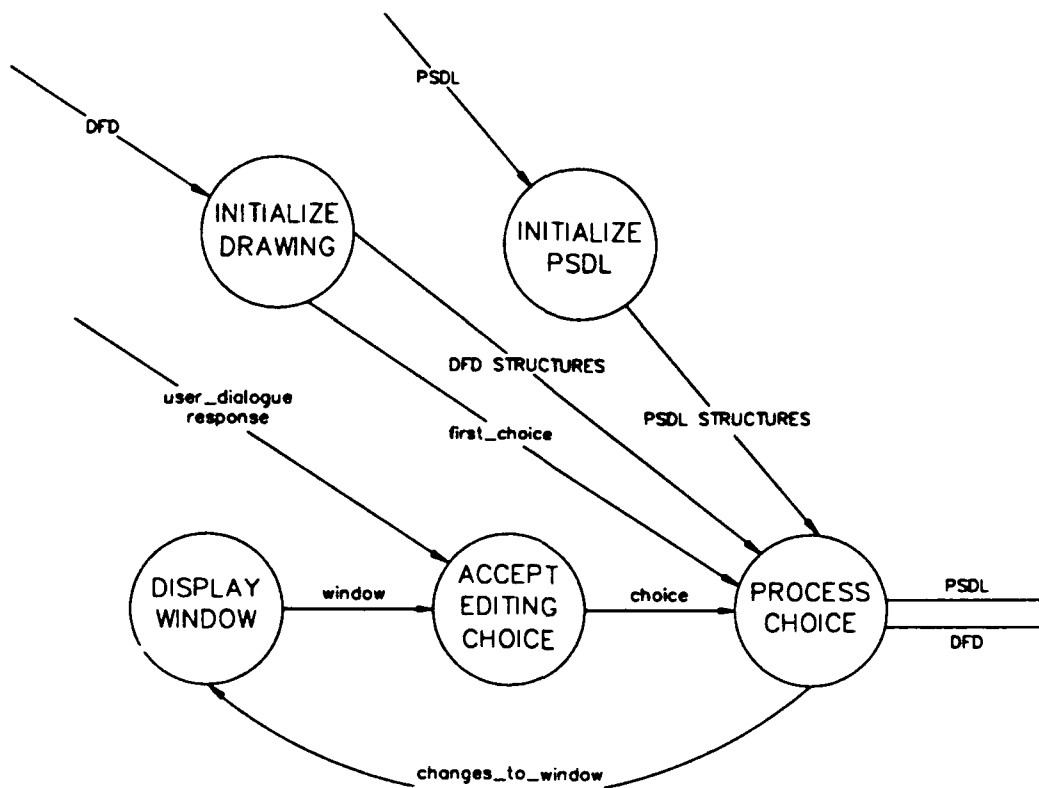 PSDL
DFD
INITIALIZE
DRAWING
INITIALIZE
PSDL
DFD STRUCTURES
user_dialogue
response
first_choice
PSDL STRUCTURES
DISPLAY
WINDOW
window
ACCEPT
EDITING
CHOICE
choice
PROCESS
CHOICE
PSDL
DFD
changes_to_window